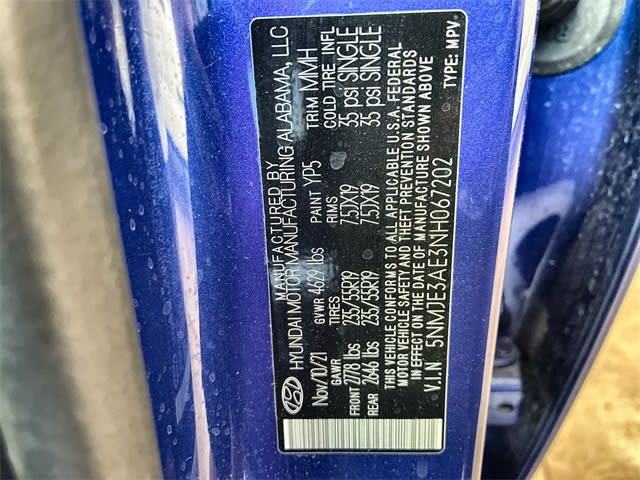 MANUFACTURED BY
HYUNDAI MOTOR MANUFACTURING ALABAMA, LLC
Nov/10/21 GVWR 4629 lbs PAINT YP5 TRIM MMH
GAWR TIRES RIMS COLD TIRE INFL
FRONT 2778 lbs 235/55R19 7.5JX19 35 psi SINGLE
REAR 2646 lbs 235/55R19 7.5JX19 35 psi SINGLE
THIS VEHICLE CONFORMS TO ALL APPLICABLE U.S.A. FEDERAL
MOTOR VEHICLE SAFETY AND THEFT PREVENTION STANDARDS
IN EFFECT ON THE DATE OF MANUFACTURE SHOWN ABOVE
V.I.N 5NMJE3AE3NH067202 TYPE: MPV